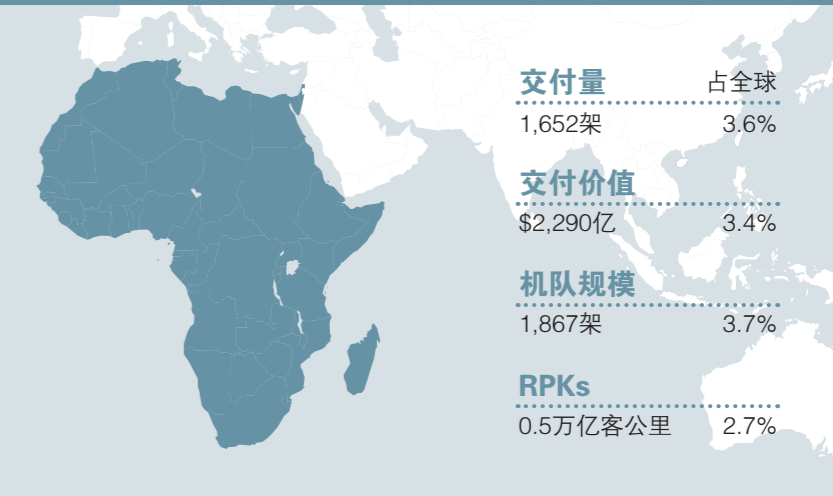 交付量 占全球
1,652架 3.6%
交付价值
$2,290亿 3.4%
机队规模
1,867架 3.7%
RPKs
0.5万亿客公里 2.7%